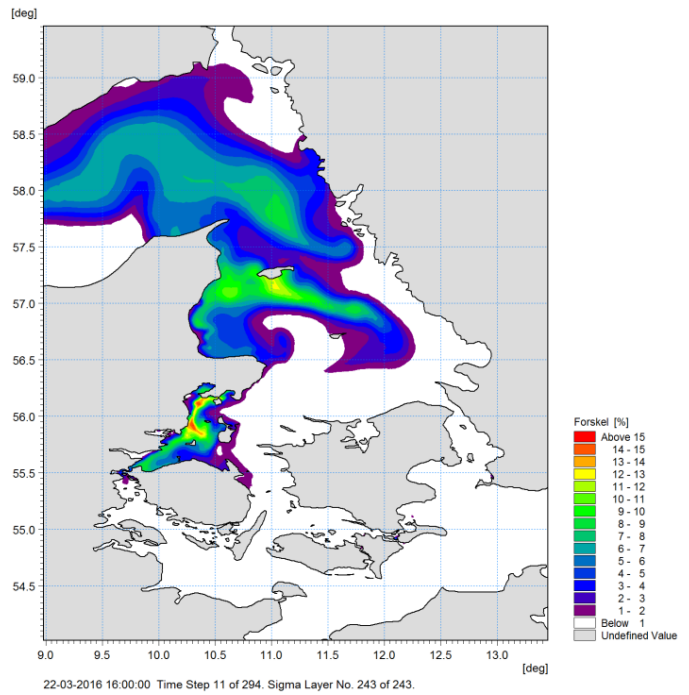 [deg]
59.0
58.5
58.0
57.5
57.0
56.5
56.0
55.5
55.0
54.5
9.0 9.5 10.0 10.5 11.0 11.5 12.0 12.5 13.0
[deg]
22-03-2016 16:00:00 Time Step 11 of 294. Sigma Layer No. 243 of 243.
Forskel [%]
Above 15
14 - 15
13 - 14
12 - 13
11 - 12
10 - 11
9 - 10
8 - 9
7 - 8
6 - 7
5 - 6
4 - 5
3 - 4
2 - 3
1 - 2
Below 1
Undefined Value